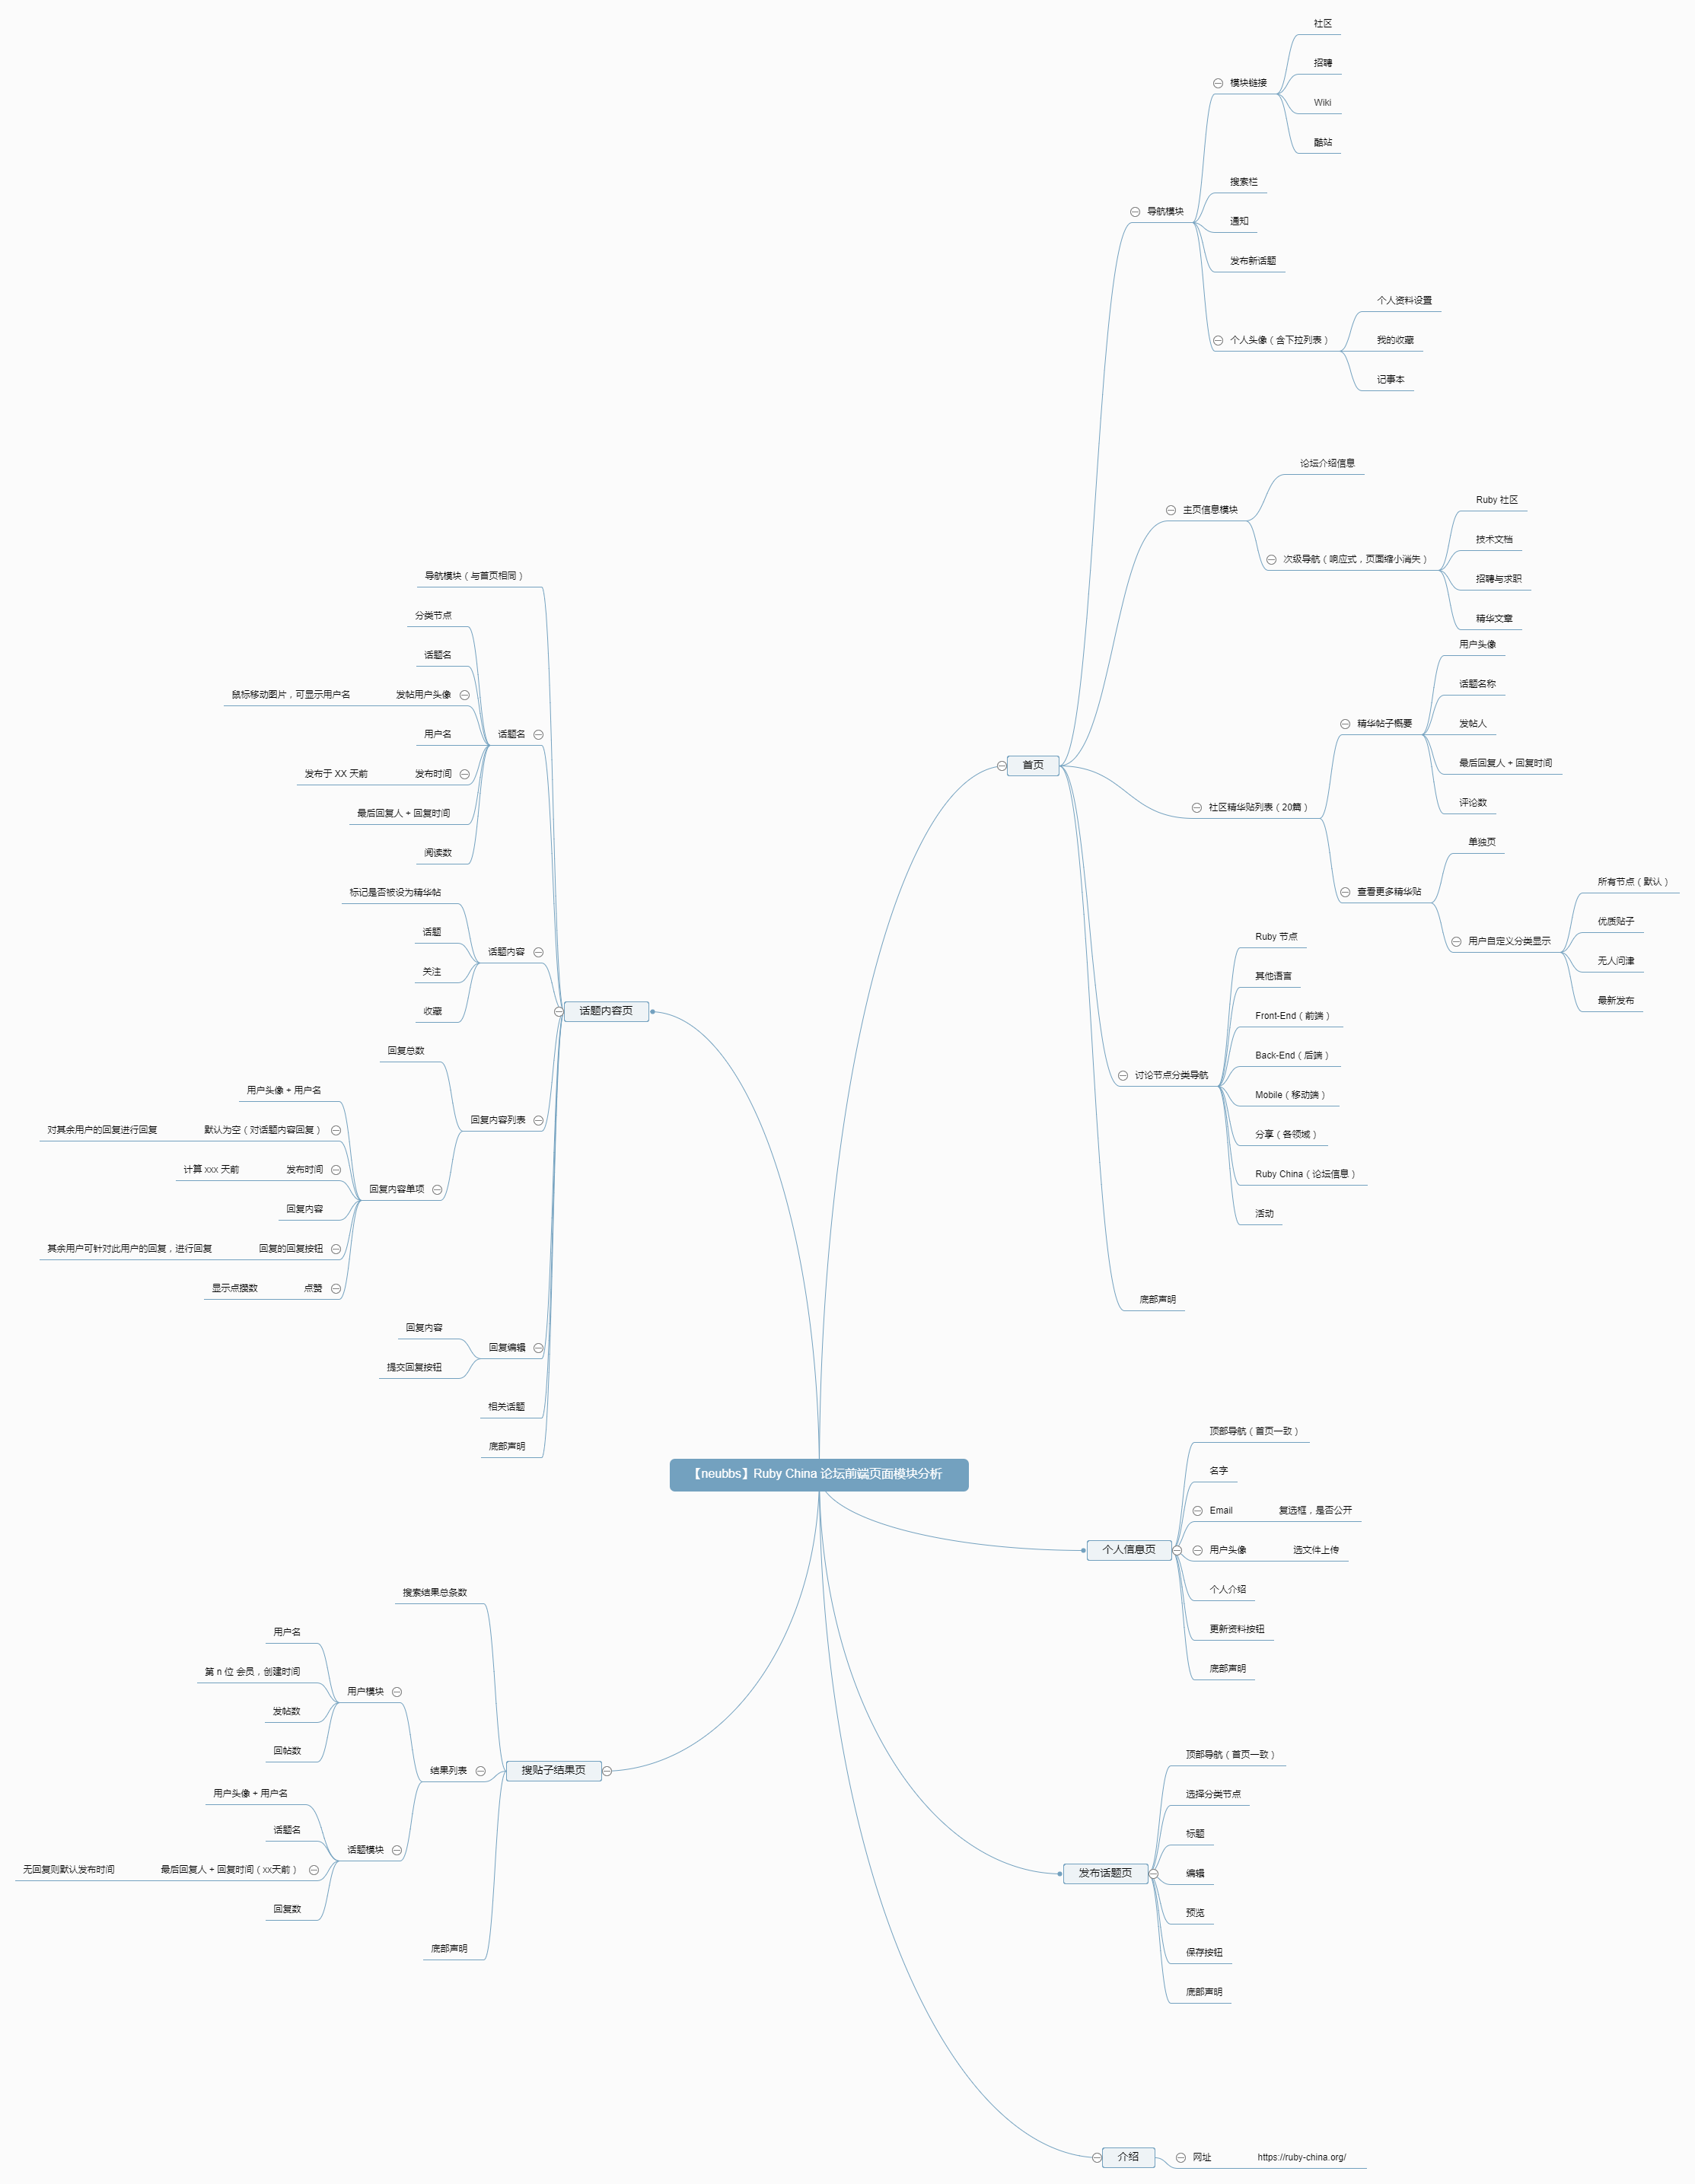 【neubbs】Ruby China 论坛前端页面模块分析
首页
导航模块
模块链接
社区
招聘
Wiki
酷站
搜索栏
通知
发布新话题
个人头像（含下拉列表）
个人资料设置
我的收藏
记事本
主页信息模块
论坛介绍信息
次级导航（响应式，页面缩小消失）
Ruby 社区
技术文档
招聘与求职
精华文章
社区精华贴列表（20篇）
精华帖子概要
用户头像
话题名称
发帖人
最后回复人 + 回复时间
评论数
查看更多精华贴
单独页
用户自定义分类显示
所有节点（默认）
优质贴子
无人问津
最新发布
讨论节点分类导航
Ruby 节点
其他语言
Front-End（前端）
Back-End（后端）
Mobile（移动端）
分享（各领域）
Ruby China（论坛信息）
活动
底部声明
个人信息页
顶部导航（首页一致）
名字
Email
复选框，是否公开
用户头像
选文件上传
个人介绍
更新资料按钮
底部声明
发布话题页
顶部导航（首页一致）
选择分类节点
标题
编辑
预览
保存按钮
底部声明
介绍
网址
https://ruby-china.org/
话题内容页
导航模块（与首页相同）
话题名
分类节点
话题名
发帖用户头像
鼠标移动图片，可显示用户名
用户名
发布时间
发布于 XX 天前
最后回复人 + 回复时间
阅读数
话题内容
标记是否被设为精华帖
话题
关注
收藏
回复内容列表
回复总数
回复内容单项
用户头像 + 用户名
默认为空（对话题内容回复）
对其余用户的回复进行回复
发布时间
计算 xxx 天前
回复内容
回复的回复按钮
其余用户可针对此用户的回复，进行回复
点赞
显示点攒数
回复编辑
回复内容
提交回复按钮
相关话题
底部声明
搜贴子结果页
搜索结果总条数
结果列表
用户模块
用户名
第 n 位 会员，创建时间
发帖数
回帖数
话题模块
用户头像 + 用户名
话题名
最后回复人 + 回复时间（xx天前）
无回复则默认发布时间
回复数
底部声明